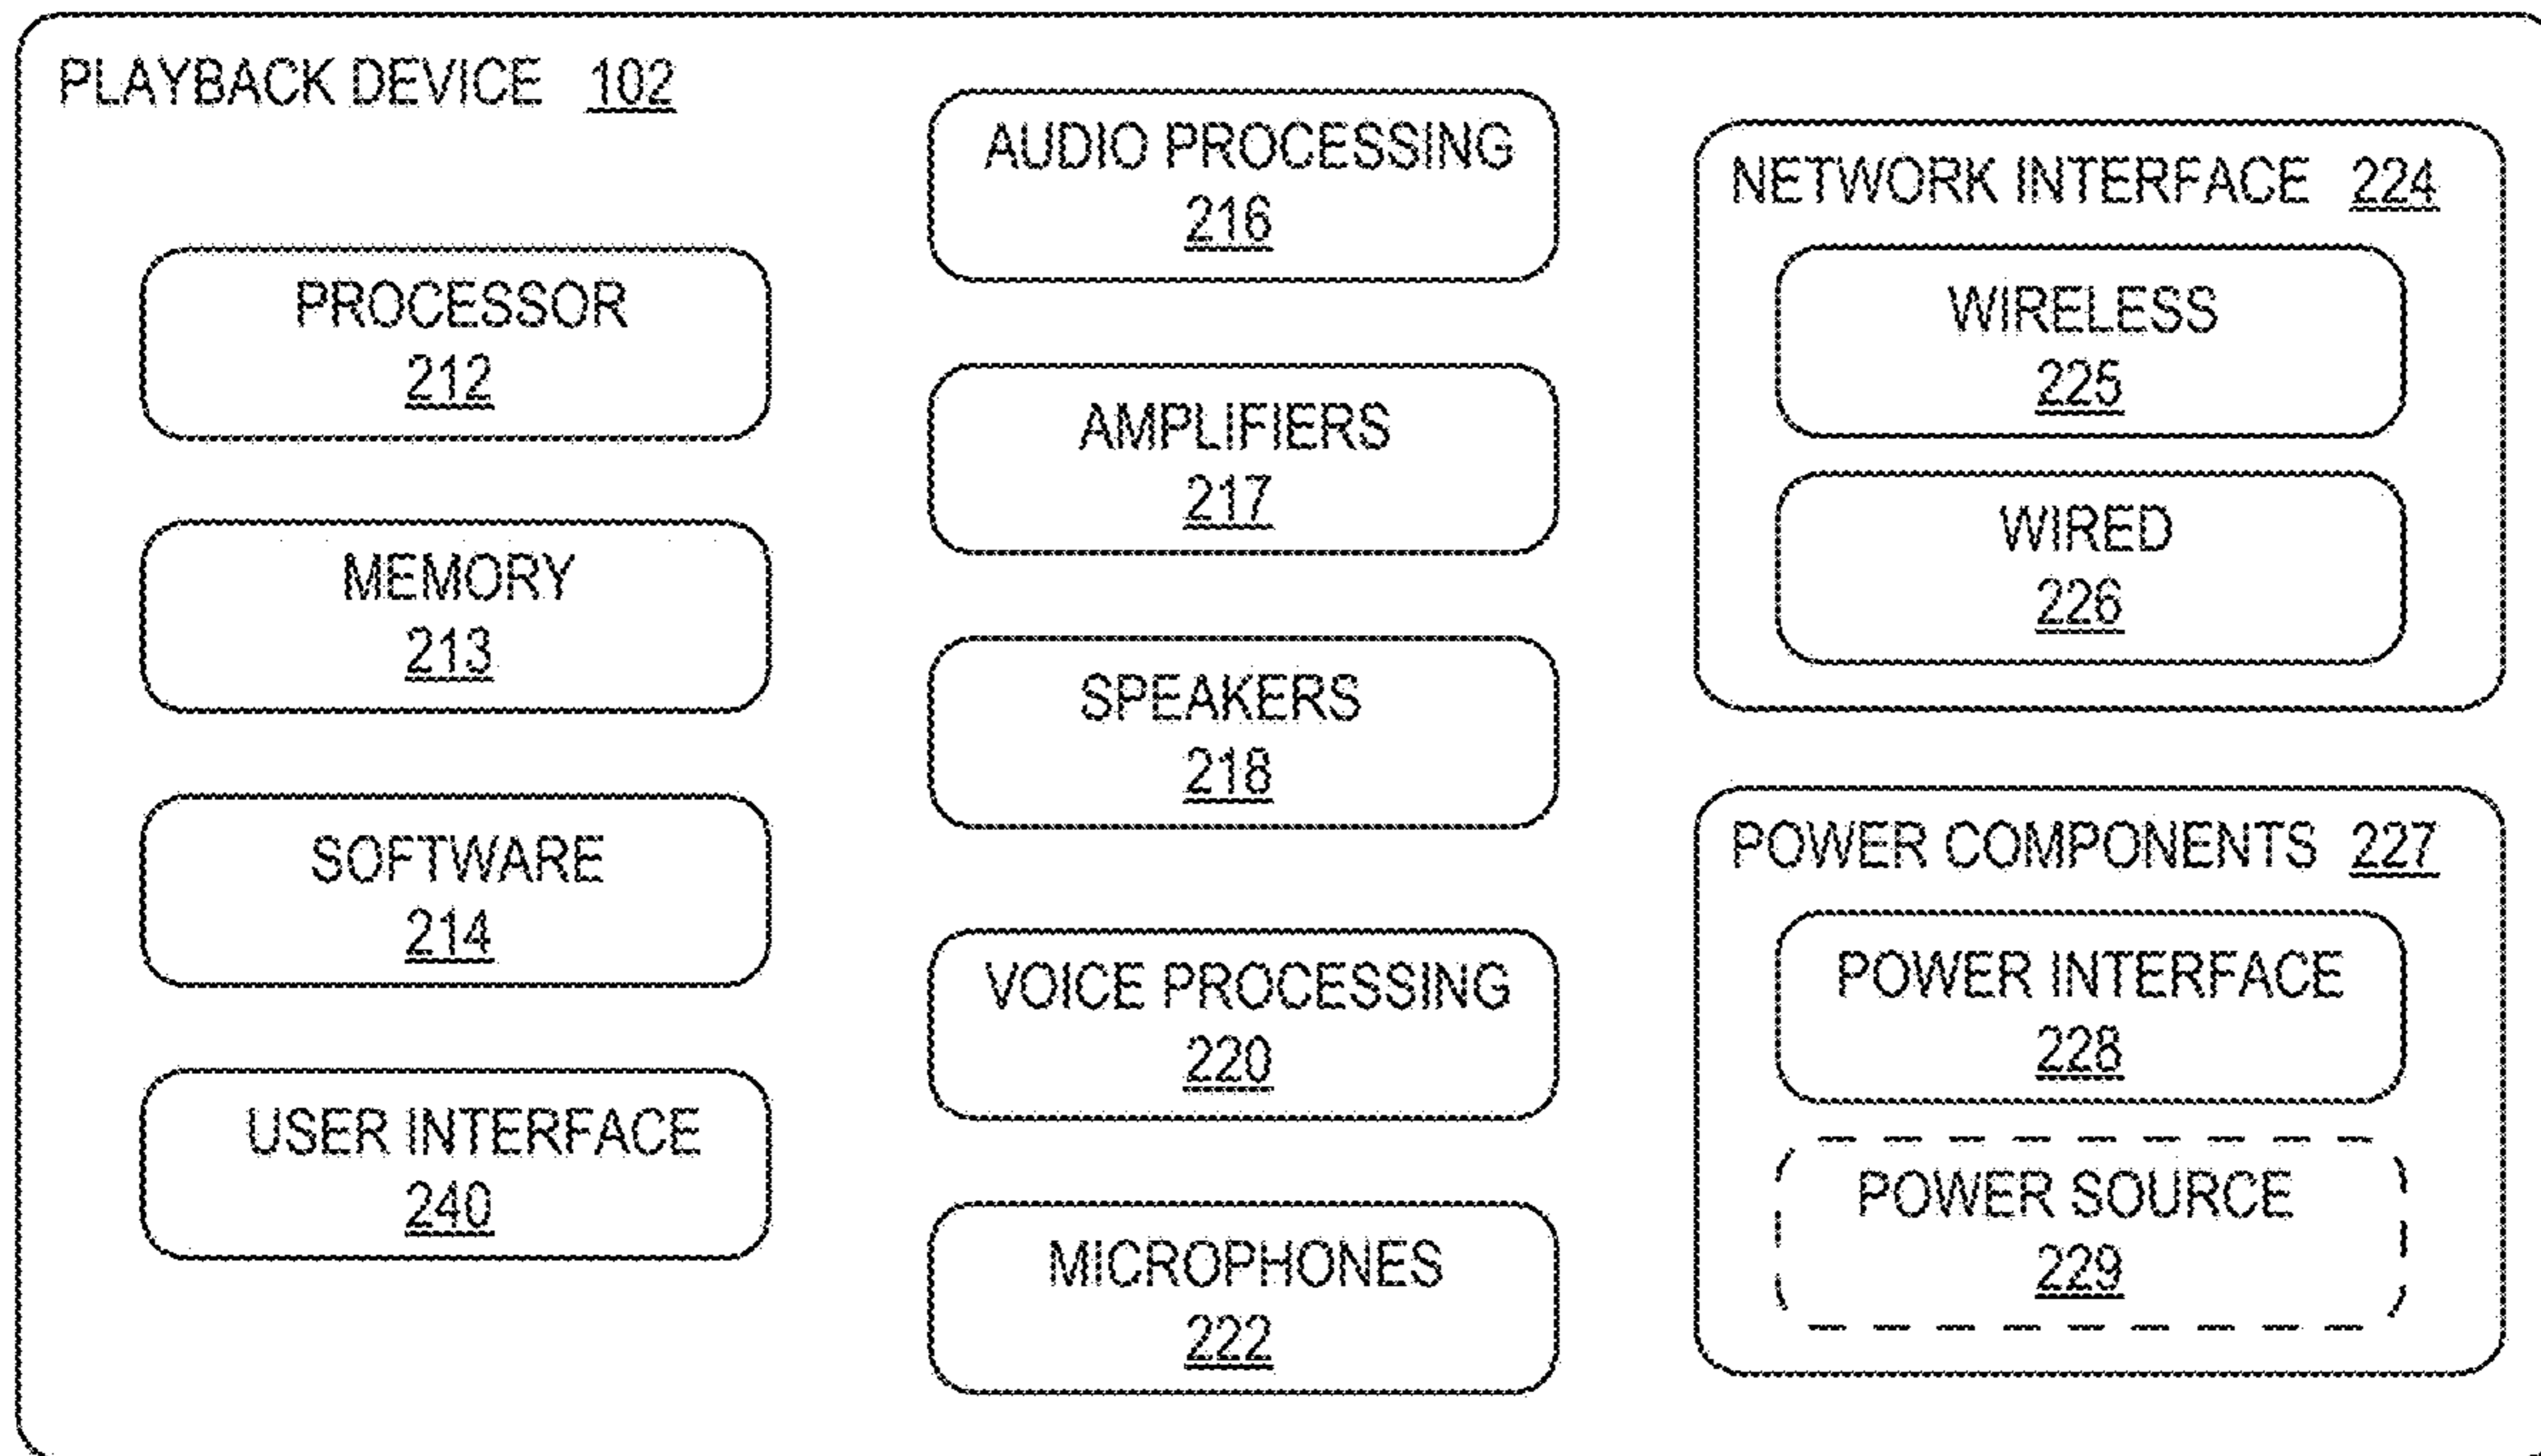 PLAYBACK DEVICE 102
PROCESSOR
212
MEMORY
213
SOFTWARE
214
USER INTERFACE
240
AUDIO PROCESSING
216
AMPLIFIERS
217
SPEAKERS
218
VOICE PROCESSING
220
MICROPHONES
222
NETWORK INTERFACE 224
WIRELESS
225
WIRED
226
POWER COMPONENTS 227
POWER INTERFACE
228
POWER SOURCE
229